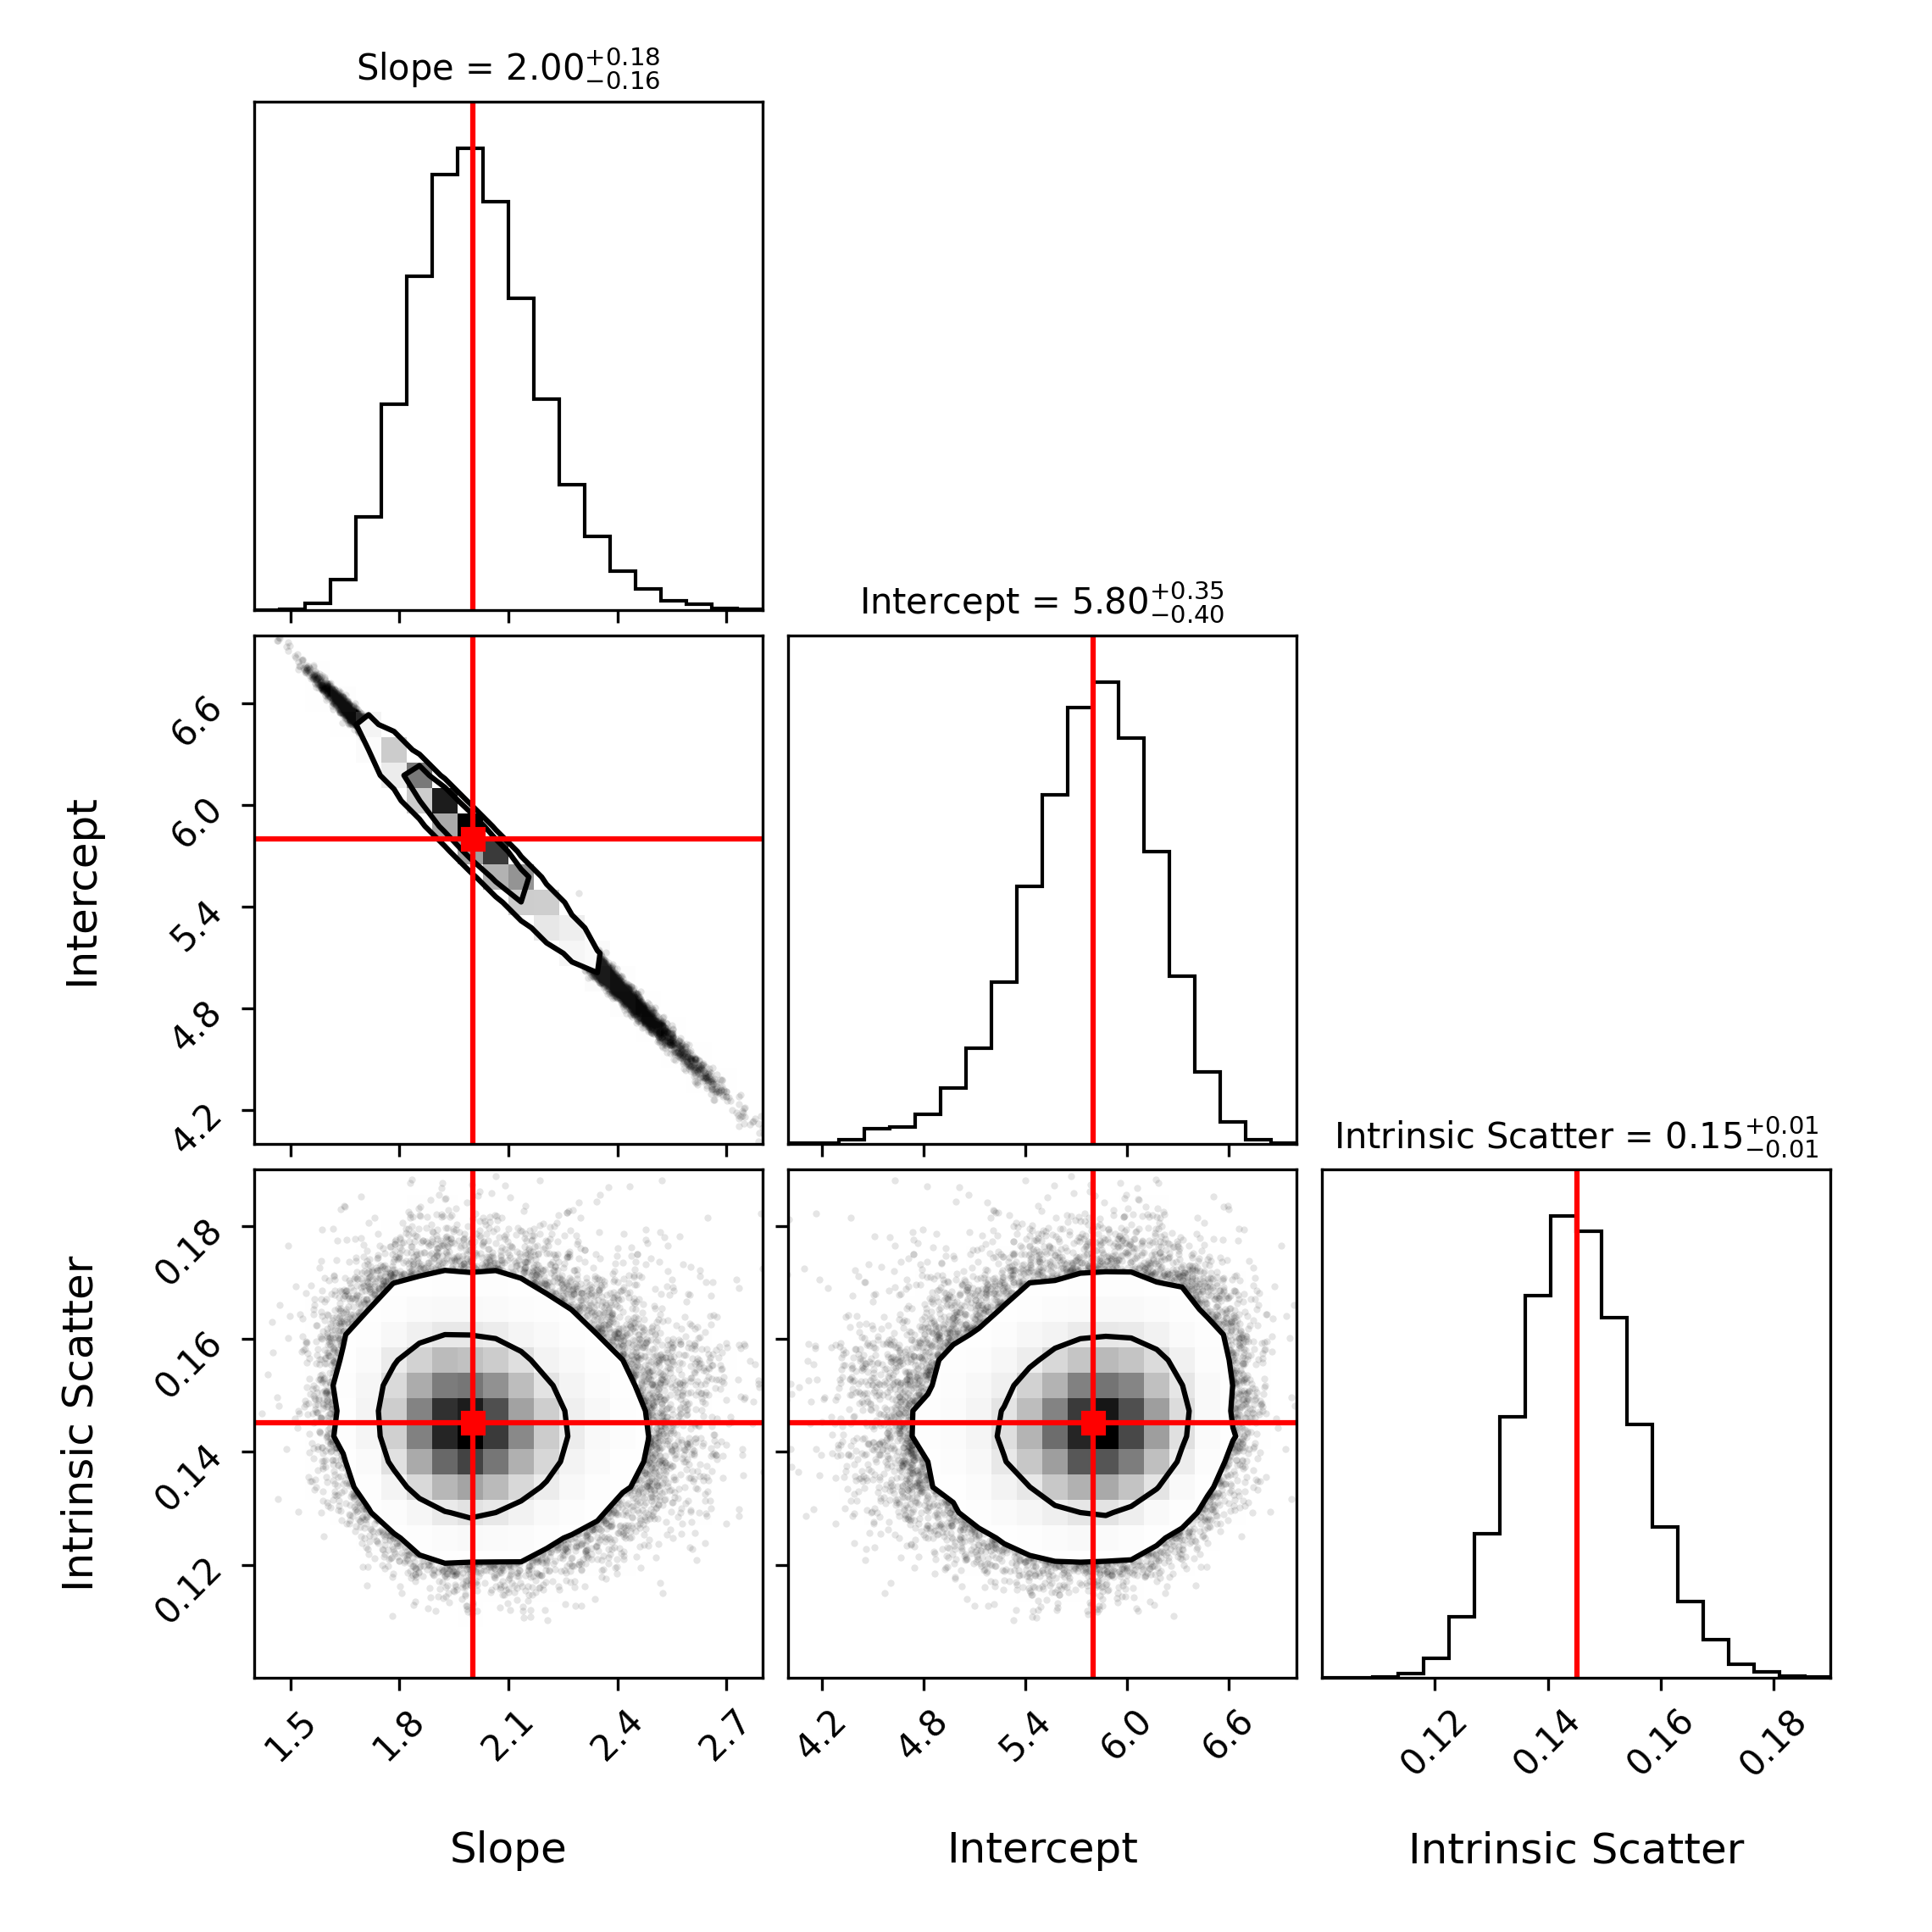 Slope = 2.00+0.18−0.16
Intercept = 5.80+0.35−0.40
Intercept
6.6
6.0
5.4
4.8
4.2
Intrinsic Scatter = 0.15+0.01−0.01
Intrinsic Scatter
0.18
0.16
0.14
0.12
1.5 1.8 2.1 2.4 2.7 4.2 4.8 5.4 6.0 6.6 0.12 0.14 0.16 0.18
Slope Intercept Intrinsic Scatter